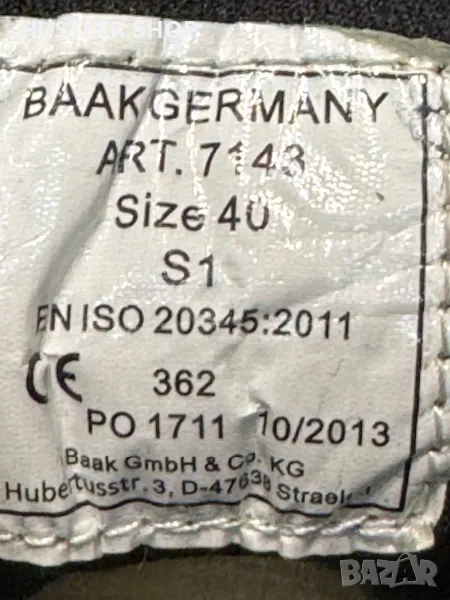 BAAKGERMANY
ART. 7143
Size 40
S1
EN ISO 20345:2011
CE 362
PO 1711 10/2013
Baak GmbH & Co. KG
Hubertusstr. 3, D-47638
BAZAR